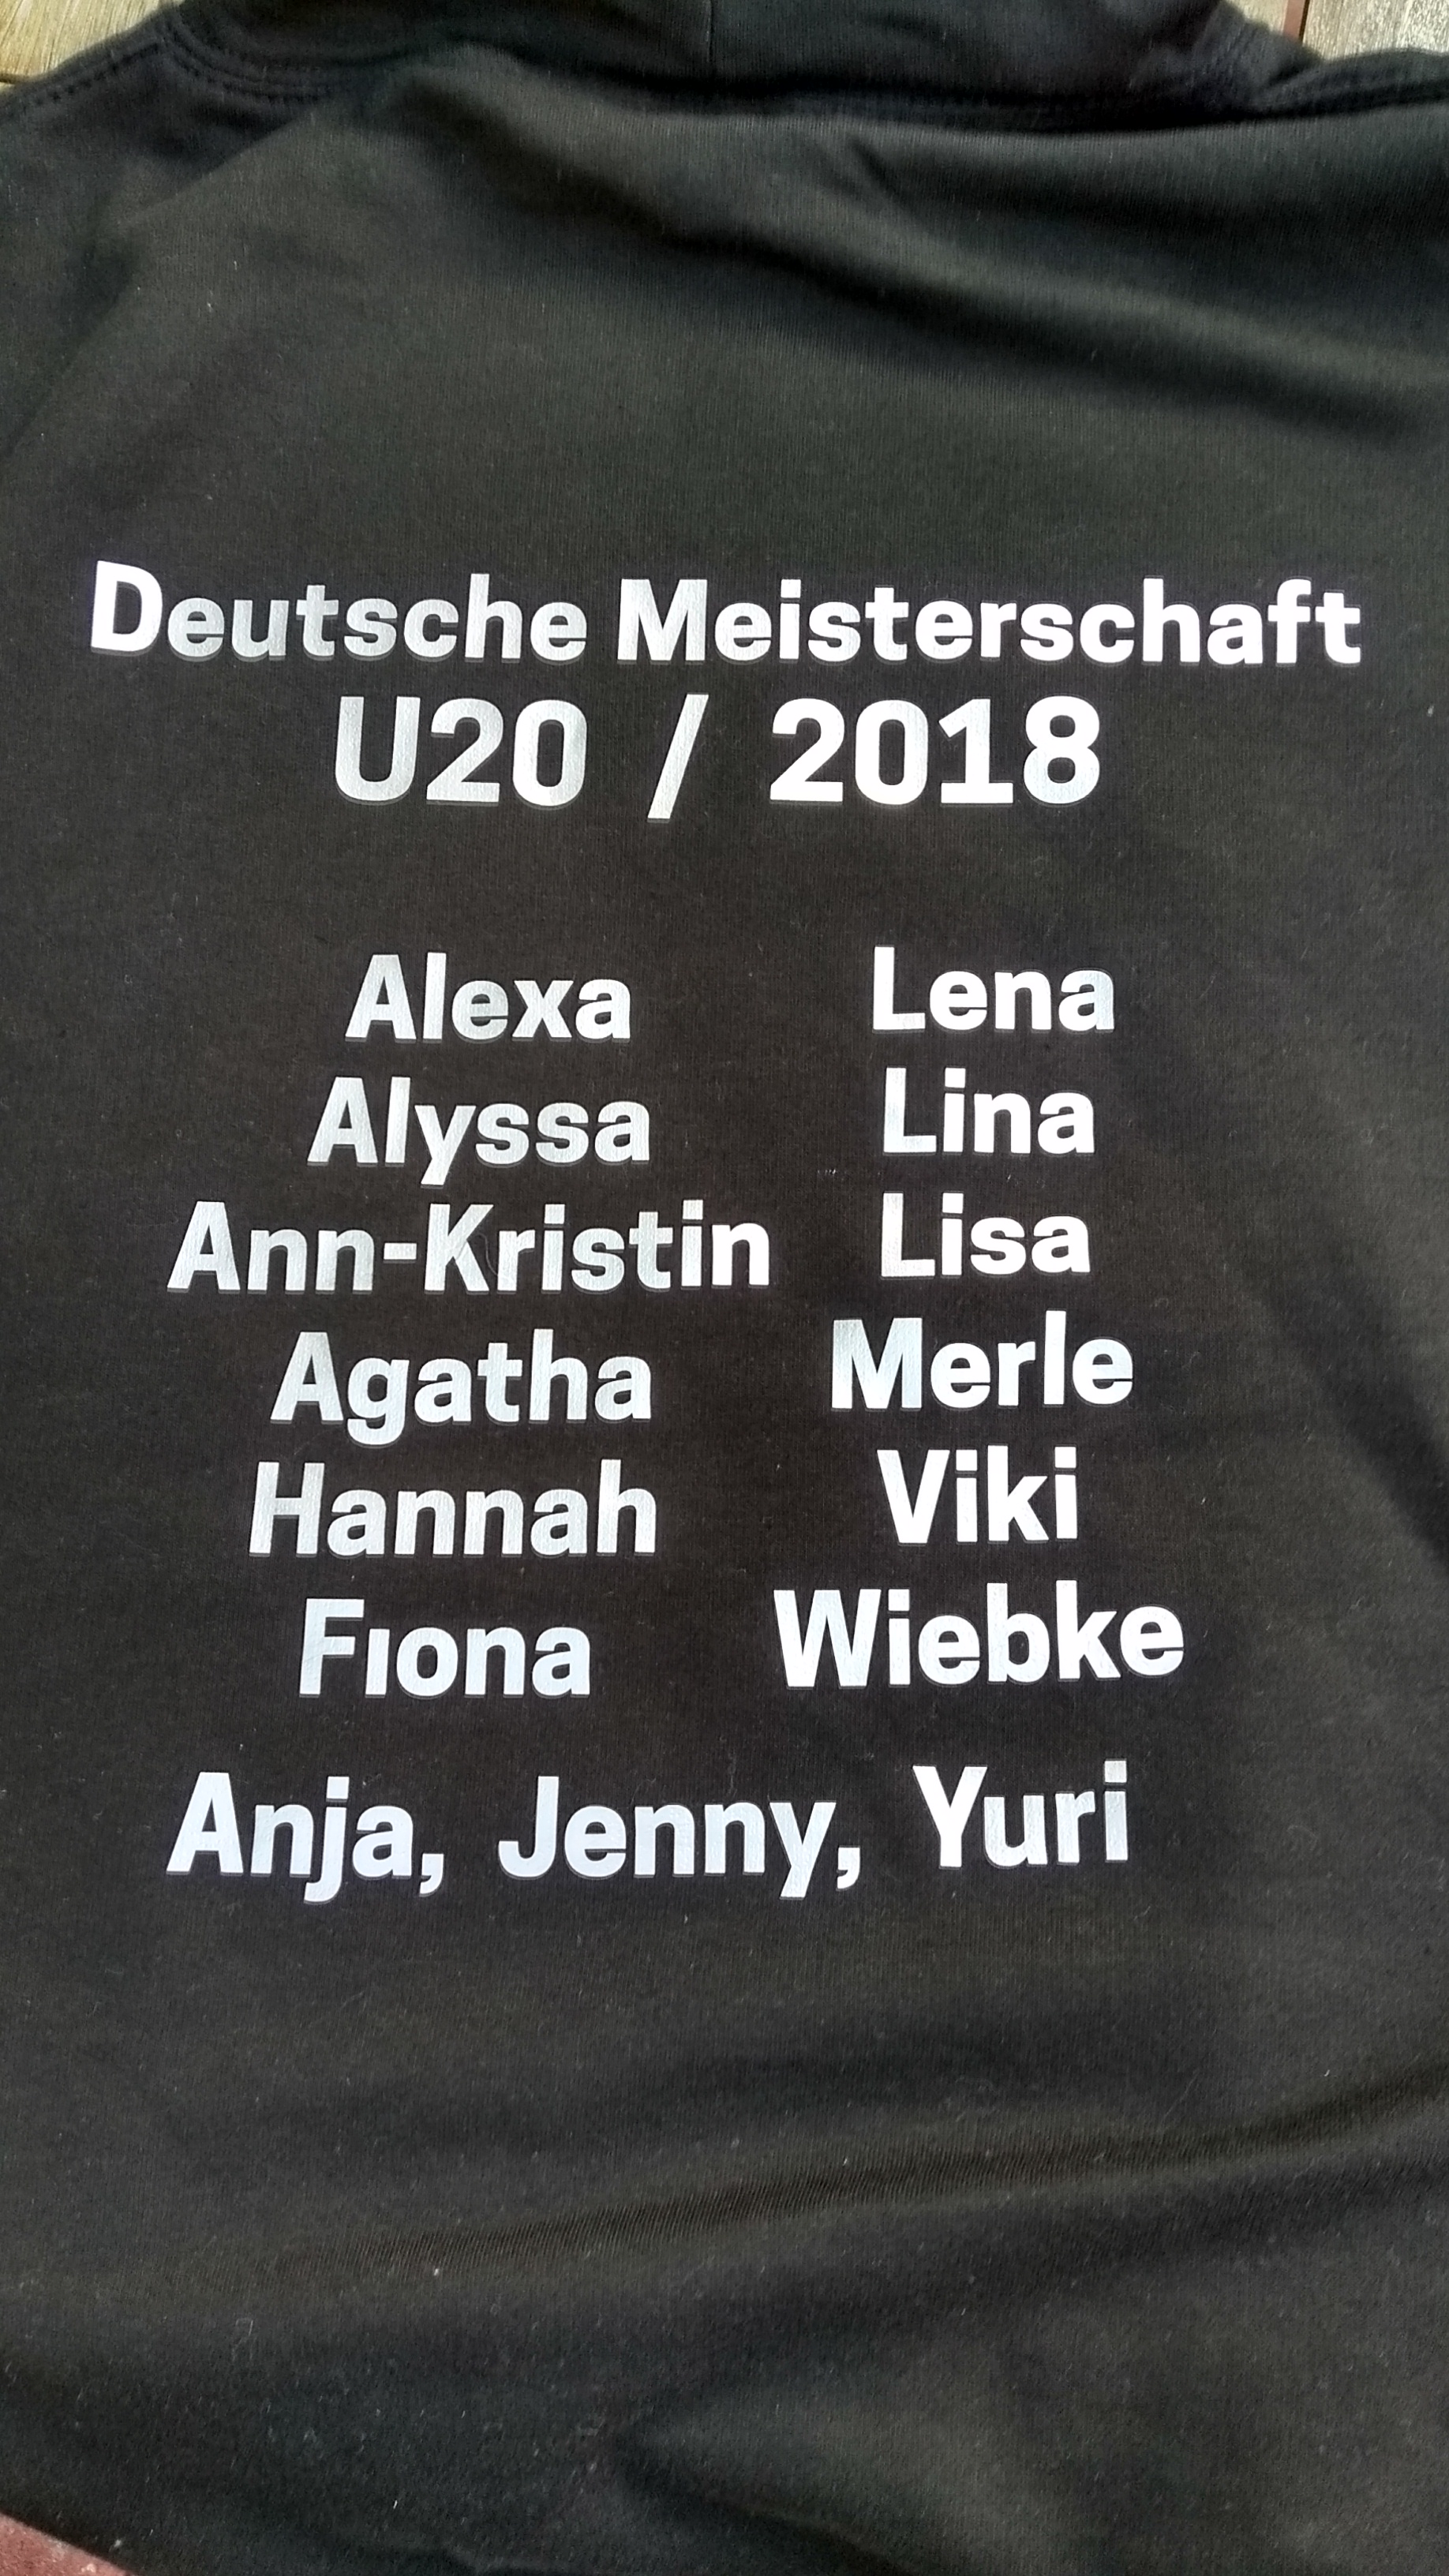 Deutsche Meisterschaft
U20 / 2018
Alexa
Alyssa
Ann-Kristin
Agatha
Hannah
Fıona
Lena
Lina
Lisa
Merle
Viki
Wiebke
Anja, Jenny, Yuri